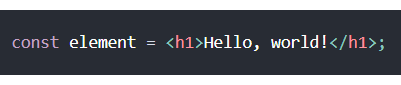 const element = <h1>Hello, world!</h1>;